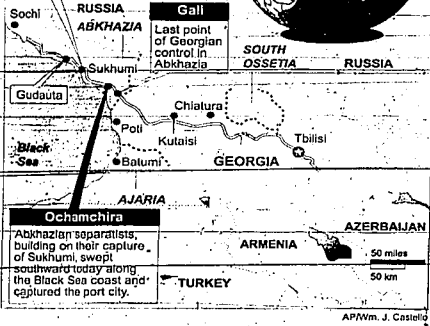 Sochi
RUSSIA
ABKHAZIA
Gali
Last point
of Georgian
control in
Abkhazia
SOUTH
OSSETIA
RUSSIA
Sukhumi
Gudauta
Chiatura
Poti
Kutaisi
Tbilisi
Black
Sea
Batumi
GEORGIA
AJARIA
Ochamchira
Abkhazian separatists,
building on their capture
of Sukhumi, swept
southward today along
the Black Sea coast and
captured the port city.
AZERBAIJAN
ARMENIA
50 miles
50 km
TURKEY
AP/Wm. J. Castello